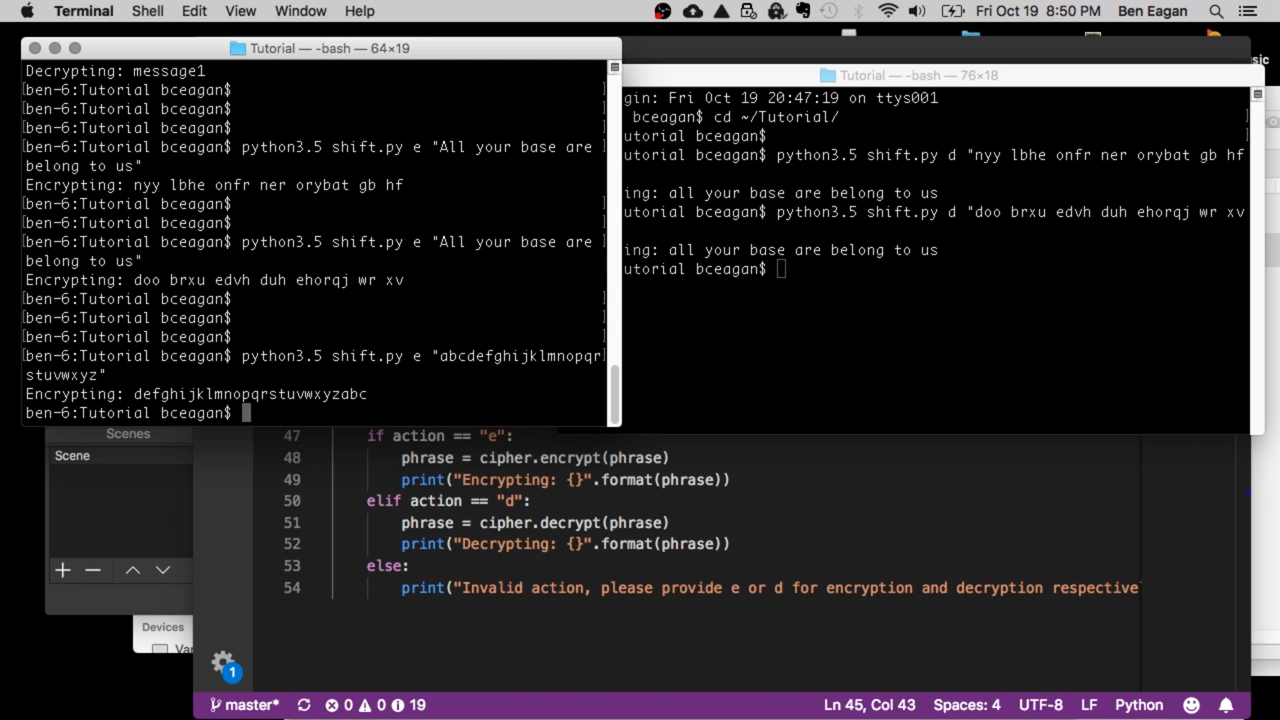 Terminal Shell Edit View Window Help Fri Oct 19 8:50 PM Ben Eagan
Tutorial — -bash — 64×19
Decrypting: message1
[ben-6:Tutorial bceagan$ ]
[ben-6:Tutorial bceagan$ ]
[ben-6:Tutorial bceagan$ ]
[ben-6:Tutorial bceagan$ python3.5 shift.py e "All your base are ]
belong to us"
Encrypting: nyy lbhe onfr ner orybat gb hf
[ben-6:Tutorial bceagan$ ]
[ben-6:Tutorial bceagan$ ]
[ben-6:Tutorial bceagan$ python3.5 shift.py e "All your base are ]
belong to us"
Encrypting: doo brxu edvh duh ehorqj wr xv
[ben-6:Tutorial bceagan$ ]
[ben-6:Tutorial bceagan$ ]
[ben-6:Tutorial bceagan$ ]
[ben-6:Tutorial bceagan$ python3.5 shift.py e "abcdefghijklmnopqr]
stuvwxyz"
Encrypting: defghijklmnopqrstuvwxyzabc
ben-6:Tutorial bceagan$
Tutorial — -bash — 76×18
gin: Fri Oct 19 20:47:19 on ttys001
bceagan$ cd ~/Tutorial/ ]
utorial bceagan$ ]
utorial bceagan$ python3.5 shift.py d "nyy lbhe onfr ner orybat gb hf
ing: all your base are belong to us
utorial bceagan$ python3.5 shift.py d "doo brxu edvh duh ehorqj wr xv
ing: all your base are belong to us
utorial bceagan$
sic
Scenes
Scene
Devices
47 if action == "e":
48 phrase = cipher.encrypt(phrase)
49 print("Encrypting: {}".format(phrase))
50 elif action == "d":
51 phrase = cipher.decrypt(phrase)
52 print("Decrypting: {}".format(phrase))
53 else:
54 print("Invalid action, please provide e or d for encryption and decryption respective
1
master* 0 0 19 Ln 45, Col 43 Spaces: 4 UTF-8 LF Python